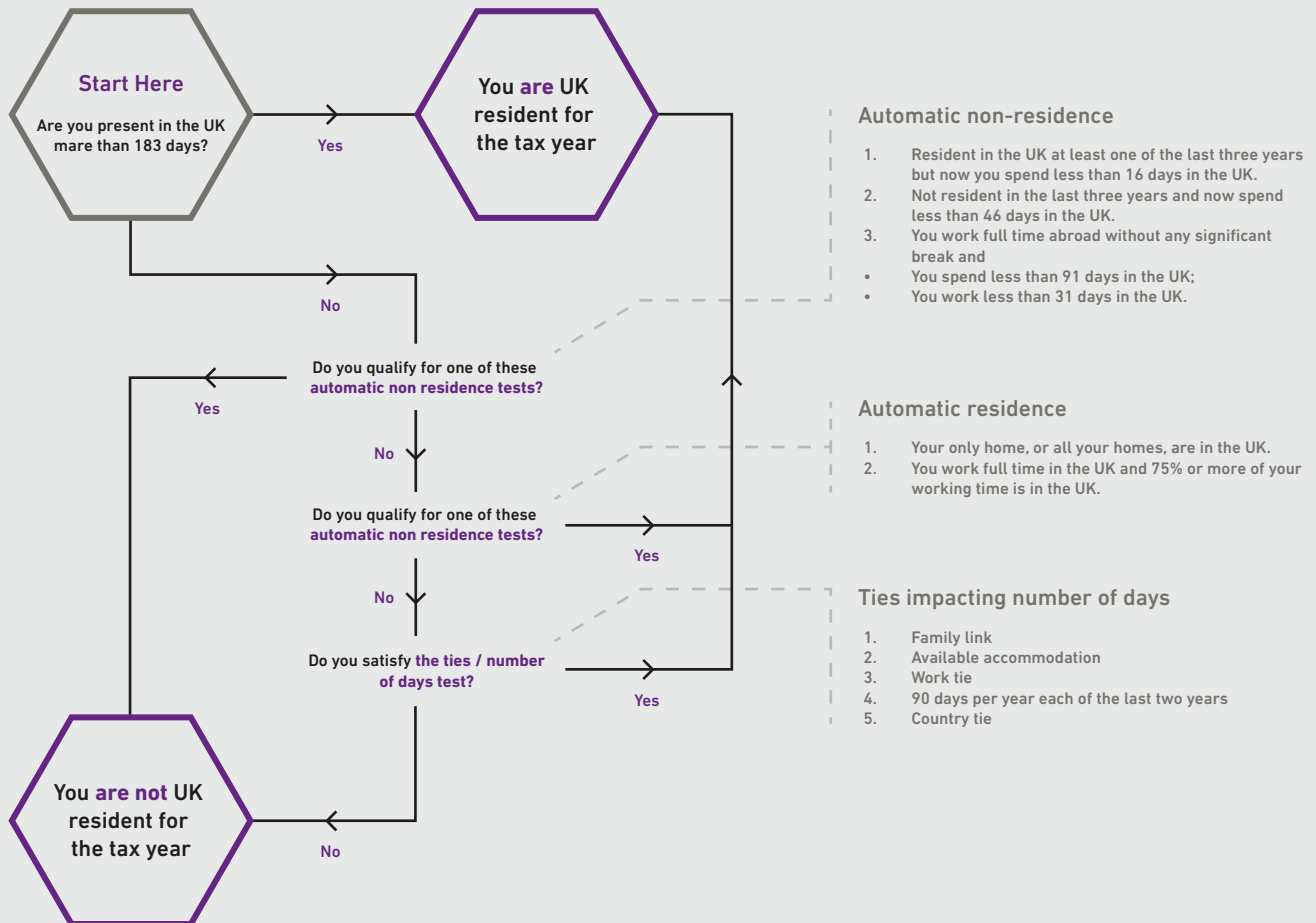 Start Here
Are you present in the UK
mare than 183 days?
Yes
You are UK
resident for
the tax year
No
Do you qualify for one of these
automatic non residence tests?
Yes
No
Do you qualify for one of these
automatic non residence tests?
Yes
No
Do you satisfy the ties / number
of days test?
Yes
No
You are not UK
resident for
the tax year
Automatic non-residence
1. Resident in the UK at least one of the last three years
but now you spend less than 16 days in the UK.
2. Not resident in the last three years and now spend
less than 46 days in the UK.
3. You work full time abroad without any significant
break and
• You spend less than 91 days in the UK;
• You work less than 31 days in the UK.
Automatic residence
1. Your only home, or all your homes, are in the UK.
2. You work full time in the UK and 75% or more of your
working time is in the UK.
Ties impacting number of days
1. Family link
2. Available accommodation
3. Work tie
4. 90 days per year each of the last two years
5. Country tie